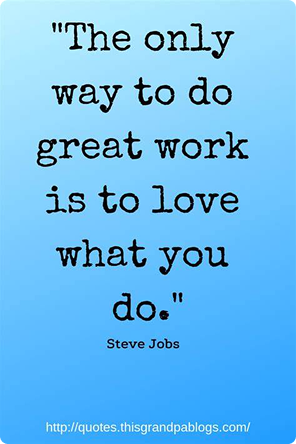 "The only
way to do
great work
is to love
what you
do."
Steve Jobs
http://quotes.thisgrandpablogs.com/